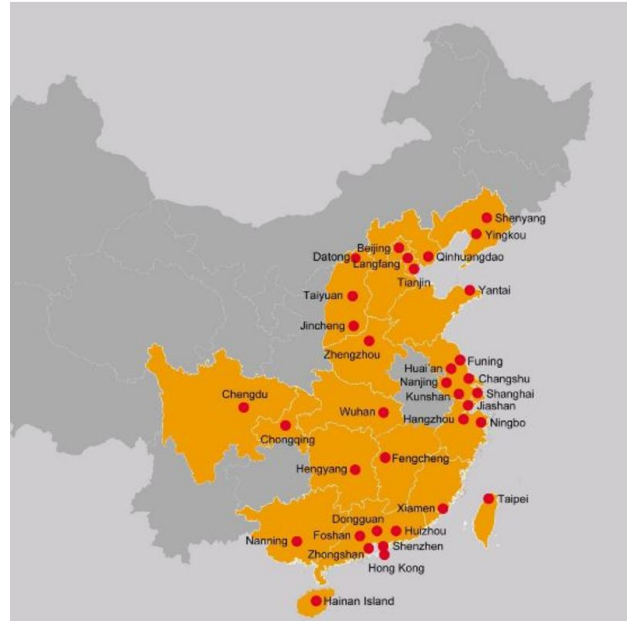 Shenyang
Yingkou
Beijing
Datong
Langfang
Qinhuangdao
Tianjin
Yantai
Taiyuan
Jincheng
Zhengzhou
Funing
Huai'an
Changshu
Nanjing
Kunshan
Shanghai
Jiashan
Chengdu
Wuhan
Hangzhou
Ningbo
Chongqing
Fengcheng
Hengyang
Taipei
Xiamen
Dongguan
Foshan
Huizhou
Nanning
Shenzhen
Zhongshan
Hong Kong
Hainan Island